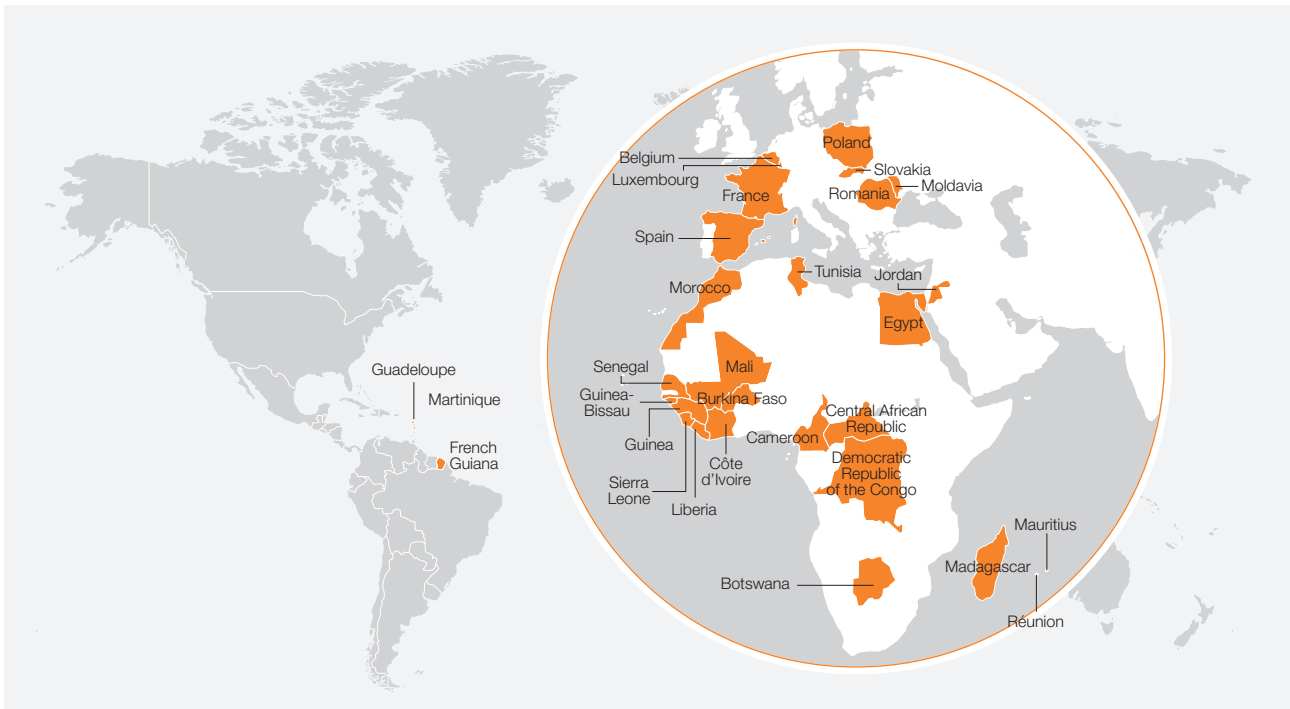 Guadeloupe
Martinique
French
Guiana
Belgium
Luxembourg
France
Spain
Poland
Slovakia
Moldavia
Romania
Morocco
Tunisia
Jordan
Egypt
Senegal
Guinea-
Bissau
Guinea
Sierra
Leone
Liberia
Côte
d'Ivoire
Mali
Burkina Faso
Cameroon
Central African
Republic
Democratic
Republic
of the Congo
Botswana
Madagascar
Mauritius
Réunion